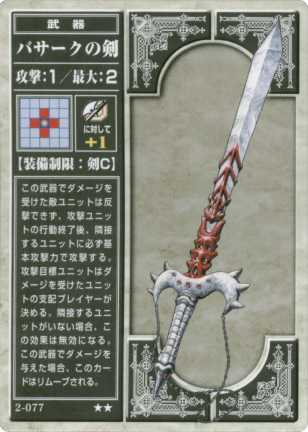 武器
バサークの剣
攻撃:1/最大:2
に対して
+1
【装備制限:剣C】
この武器でダメージを
受けた敵ユニットは反
撃できず、攻撃ユニッ
トの行動終了後、隣接
するユニットに必ず基
本攻撃力で攻撃する。
攻撃目標ユニットはダ
メージを受けたユニッ
トの支配プレイヤーが
決める。隣接するユニ
ットがいない場合、こ
の効果は無効になる。
この武器でダメージを
与えた場合、このカー
ドはリムーブされる。
2-077
★★